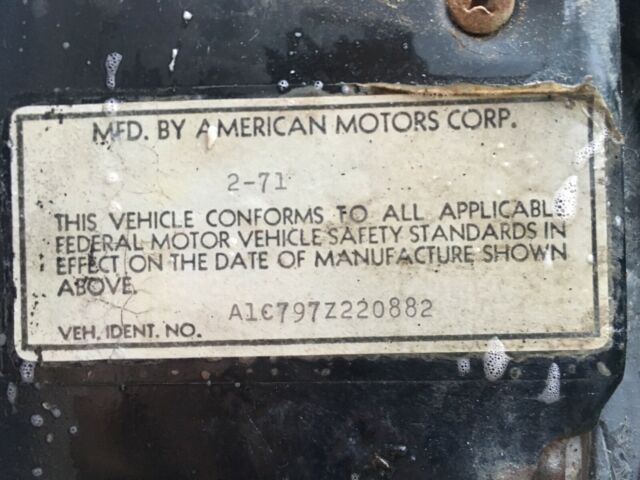 MFD. BY AMERICAN MOTORS CORP.
2-71
THIS VEHICLE CONFORMS TO ALL APPLICABL
FEDERAL MOTOR VEHICLE SAFETY STANDARDS IN
EFFECT ON THE DATE OF MANUFACTURE SHOWN
ABOVE.
VEH. IDENT. NO. A1C797Z220882